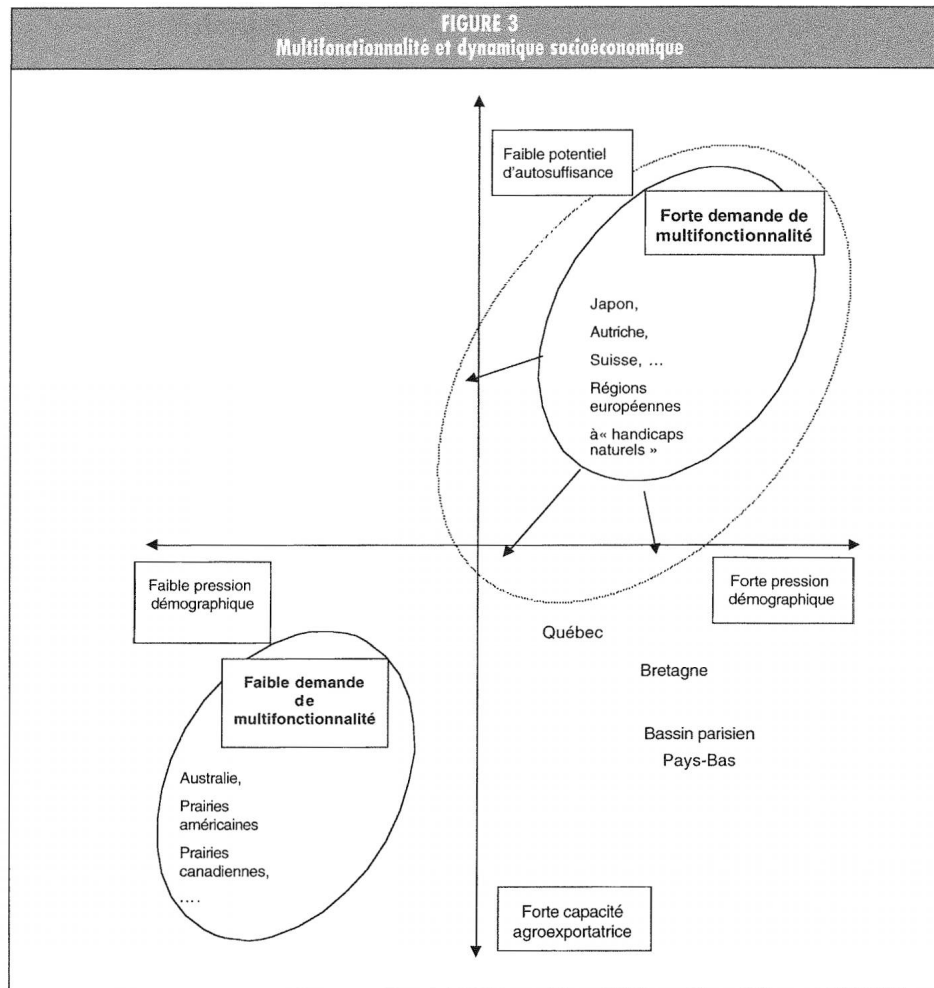 FIGURE 3
Multifonctionnalité et dynamique socioéconomique
Faible potentiel
d'autosuffisance
Forte demande de
multifonctionnalité
Japon,
Autriche,
Suisse, ...
Régions
européennes
à« handicaps
naturels »
Faible pression
démographique
Forte pression
démographique
Québec
Bretagne
Bassin parisien
Pays-Bas
Faible demande
de
multifonctionnalité
Australie,
Prairies
américaines
Prairies
canadiennes,
....
Forte capacité
agroexportatrice